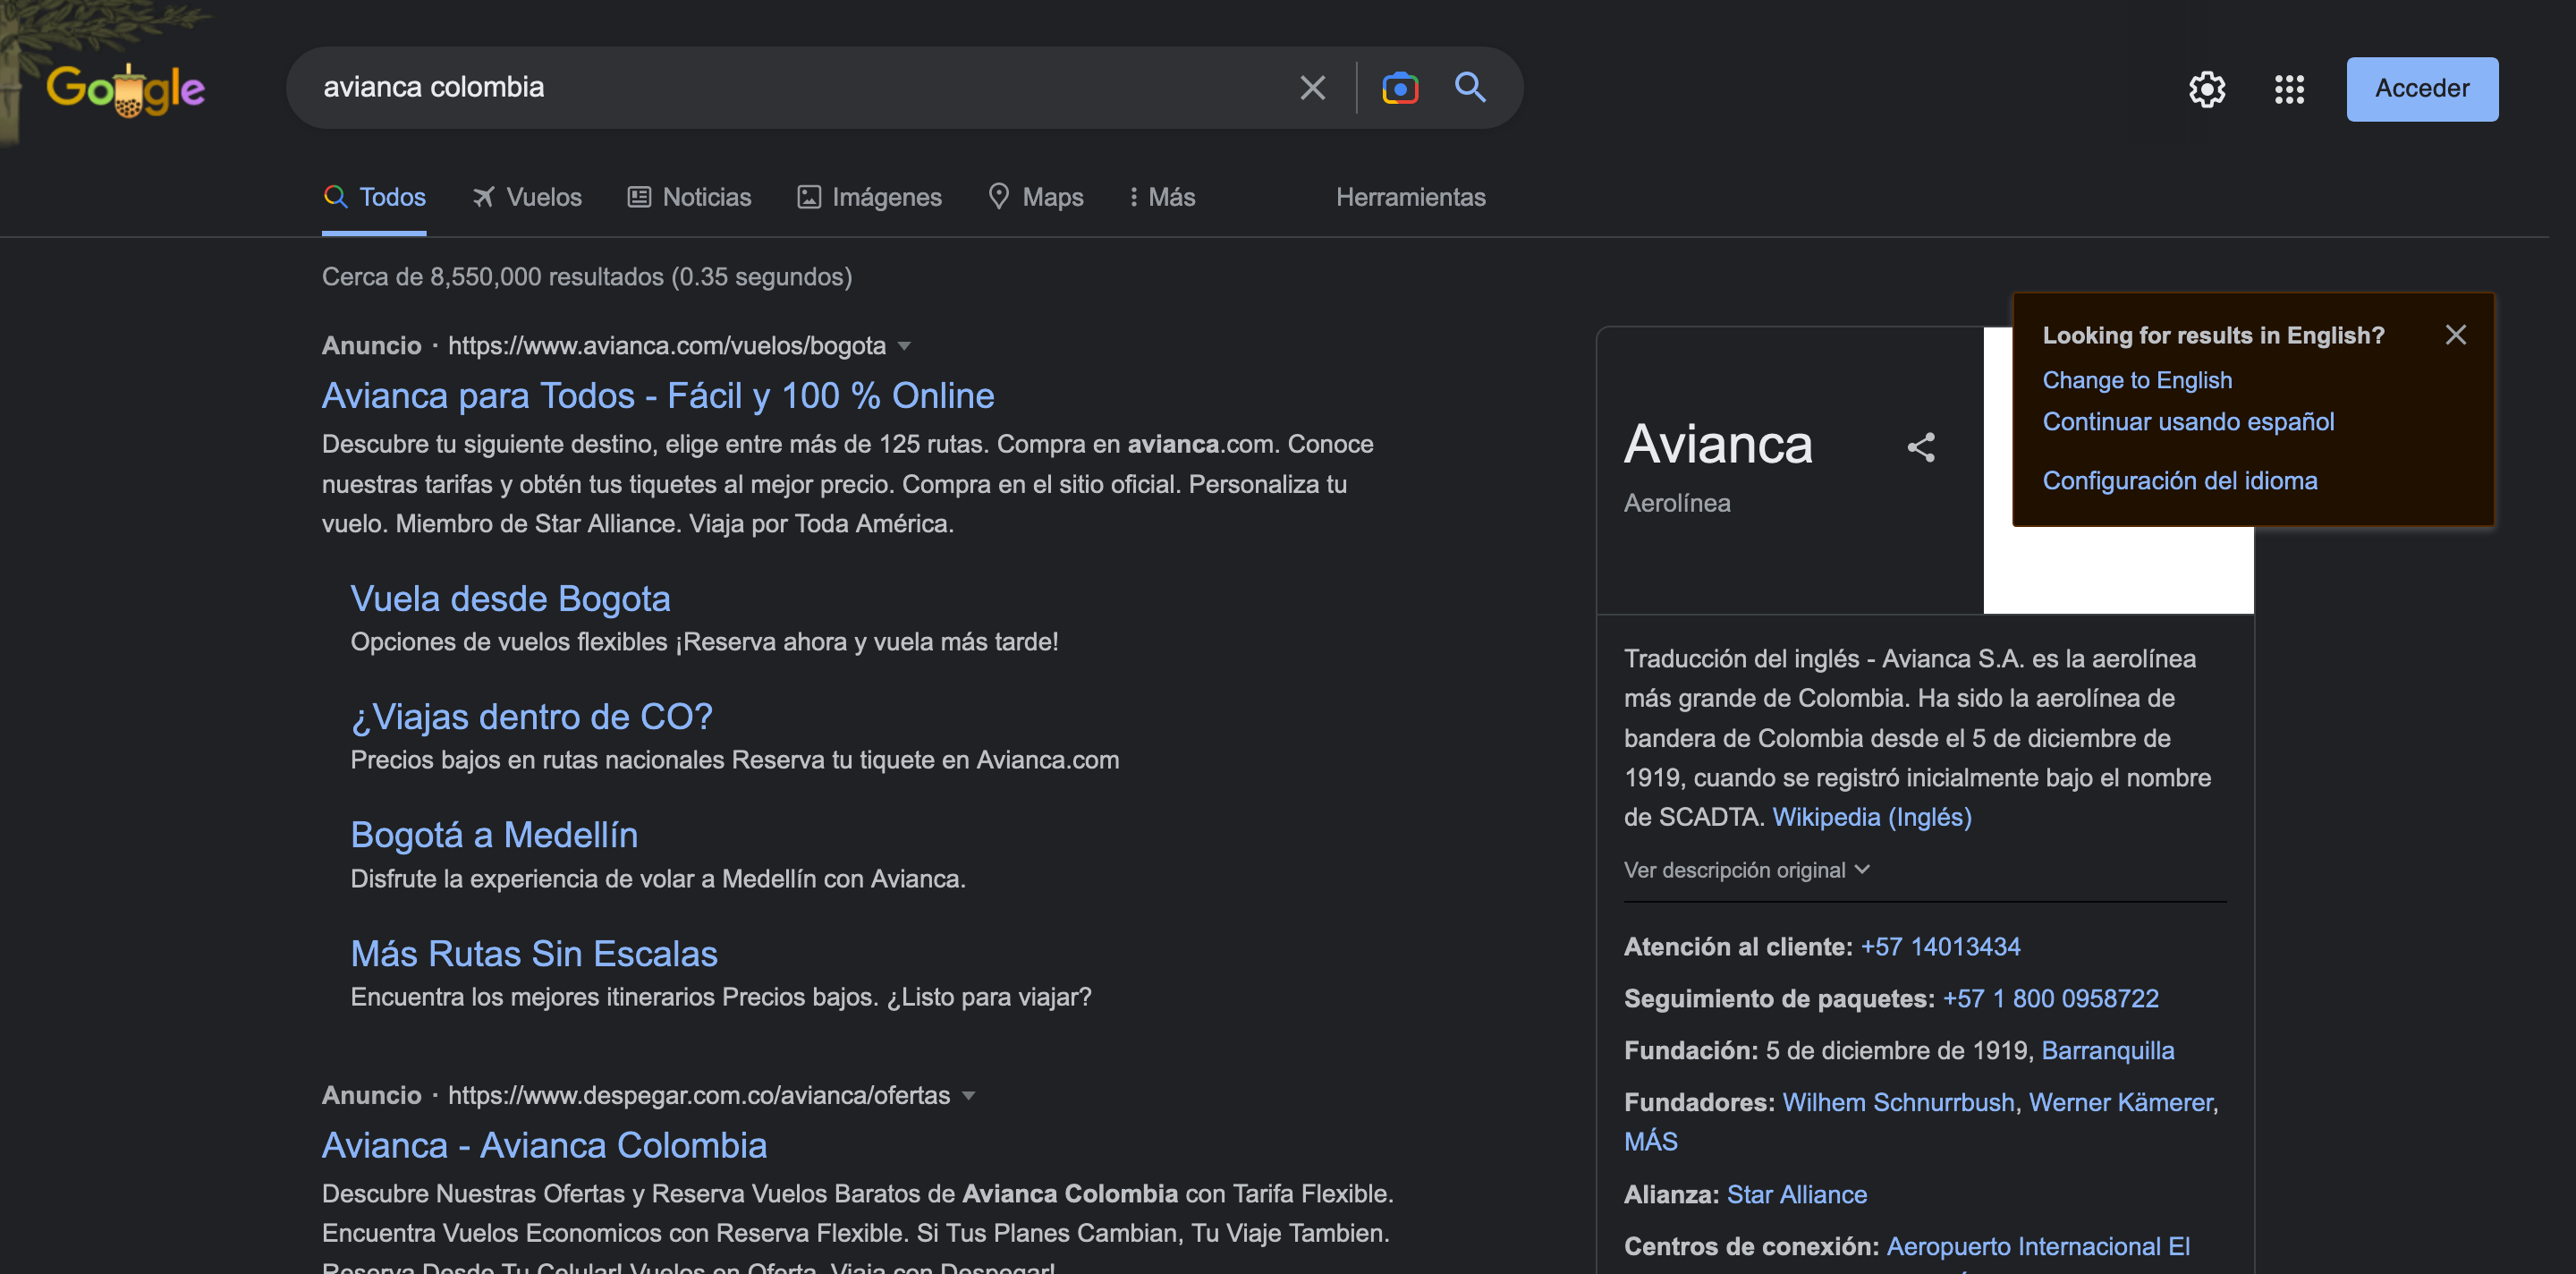 Google
avianca colombia
Acceder
Todos
Vuelos
Noticias
Imágenes
Maps
Más
Herramientas
Cerca de 8,550,000 resultados (0.35 segundos)
Anuncio · https://www.avianca.com/vuelos/bogota
Avianca para Todos - Fácil y 100 % Online
Descubre tu siguiente destino, elige entre más de 125 rutas. Compra en avianca.com. Conoce
nuestras tarifas y obtén tus tiquetes al mejor precio. Compra en el sitio oficial. Personaliza tu
vuelo. Miembro de Star Alliance. Viaja por Toda América.
Vuela desde Bogota
Opciones de vuelos flexibles ¡Reserva ahora y vuela más tarde!
¿Viajas dentro de CO?
Precios bajos en rutas nacionales Reserva tu tiquete en Avianca.com
Bogotá a Medellín
Disfrute la experiencia de volar a Medellín con Avianca.
Más Rutas Sin Escalas
Encuentra los mejores itinerarios Precios bajos. ¿Listo para viajar?
Anuncio · https://www.despegar.com.co/avianca/ofertas
Avianca - Avianca Colombia
Descubre Nuestras Ofertas y Reserva Vuelos Baratos de Avianca Colombia con Tarifa Flexible.
Encuentra Vuelos Economicos con Reserva Flexible. Si Tus Planes Cambian, Tu Viaje Tambien.
Reserva Desde Tu Celular! Vuelos en Oferta. Viaja con Despegar!
Looking for results in English?
Change to English
Continuar usando español
Configuración del idioma
Avianca
Aerolínea
Traducción del inglés - Avianca S.A. es la aerolínea
más grande de Colombia. Ha sido la aerolínea de
bandera de Colombia desde el 5 de diciembre de
1919, cuando se registró inicialmente bajo el nombre
de SCADTA. Wikipedia (Inglés)
Ver descripción original
Atención al cliente: +57 14013434
Seguimiento de paquetes: +57 1 800 0958722
Fundación: 5 de diciembre de 1919, Barranquilla
Fundadores: Wilhem Schnurrbush, Werner Kämerer,
MÁS
Alianza: Star Alliance
Centros de conexión: Aeropuerto Internacional El